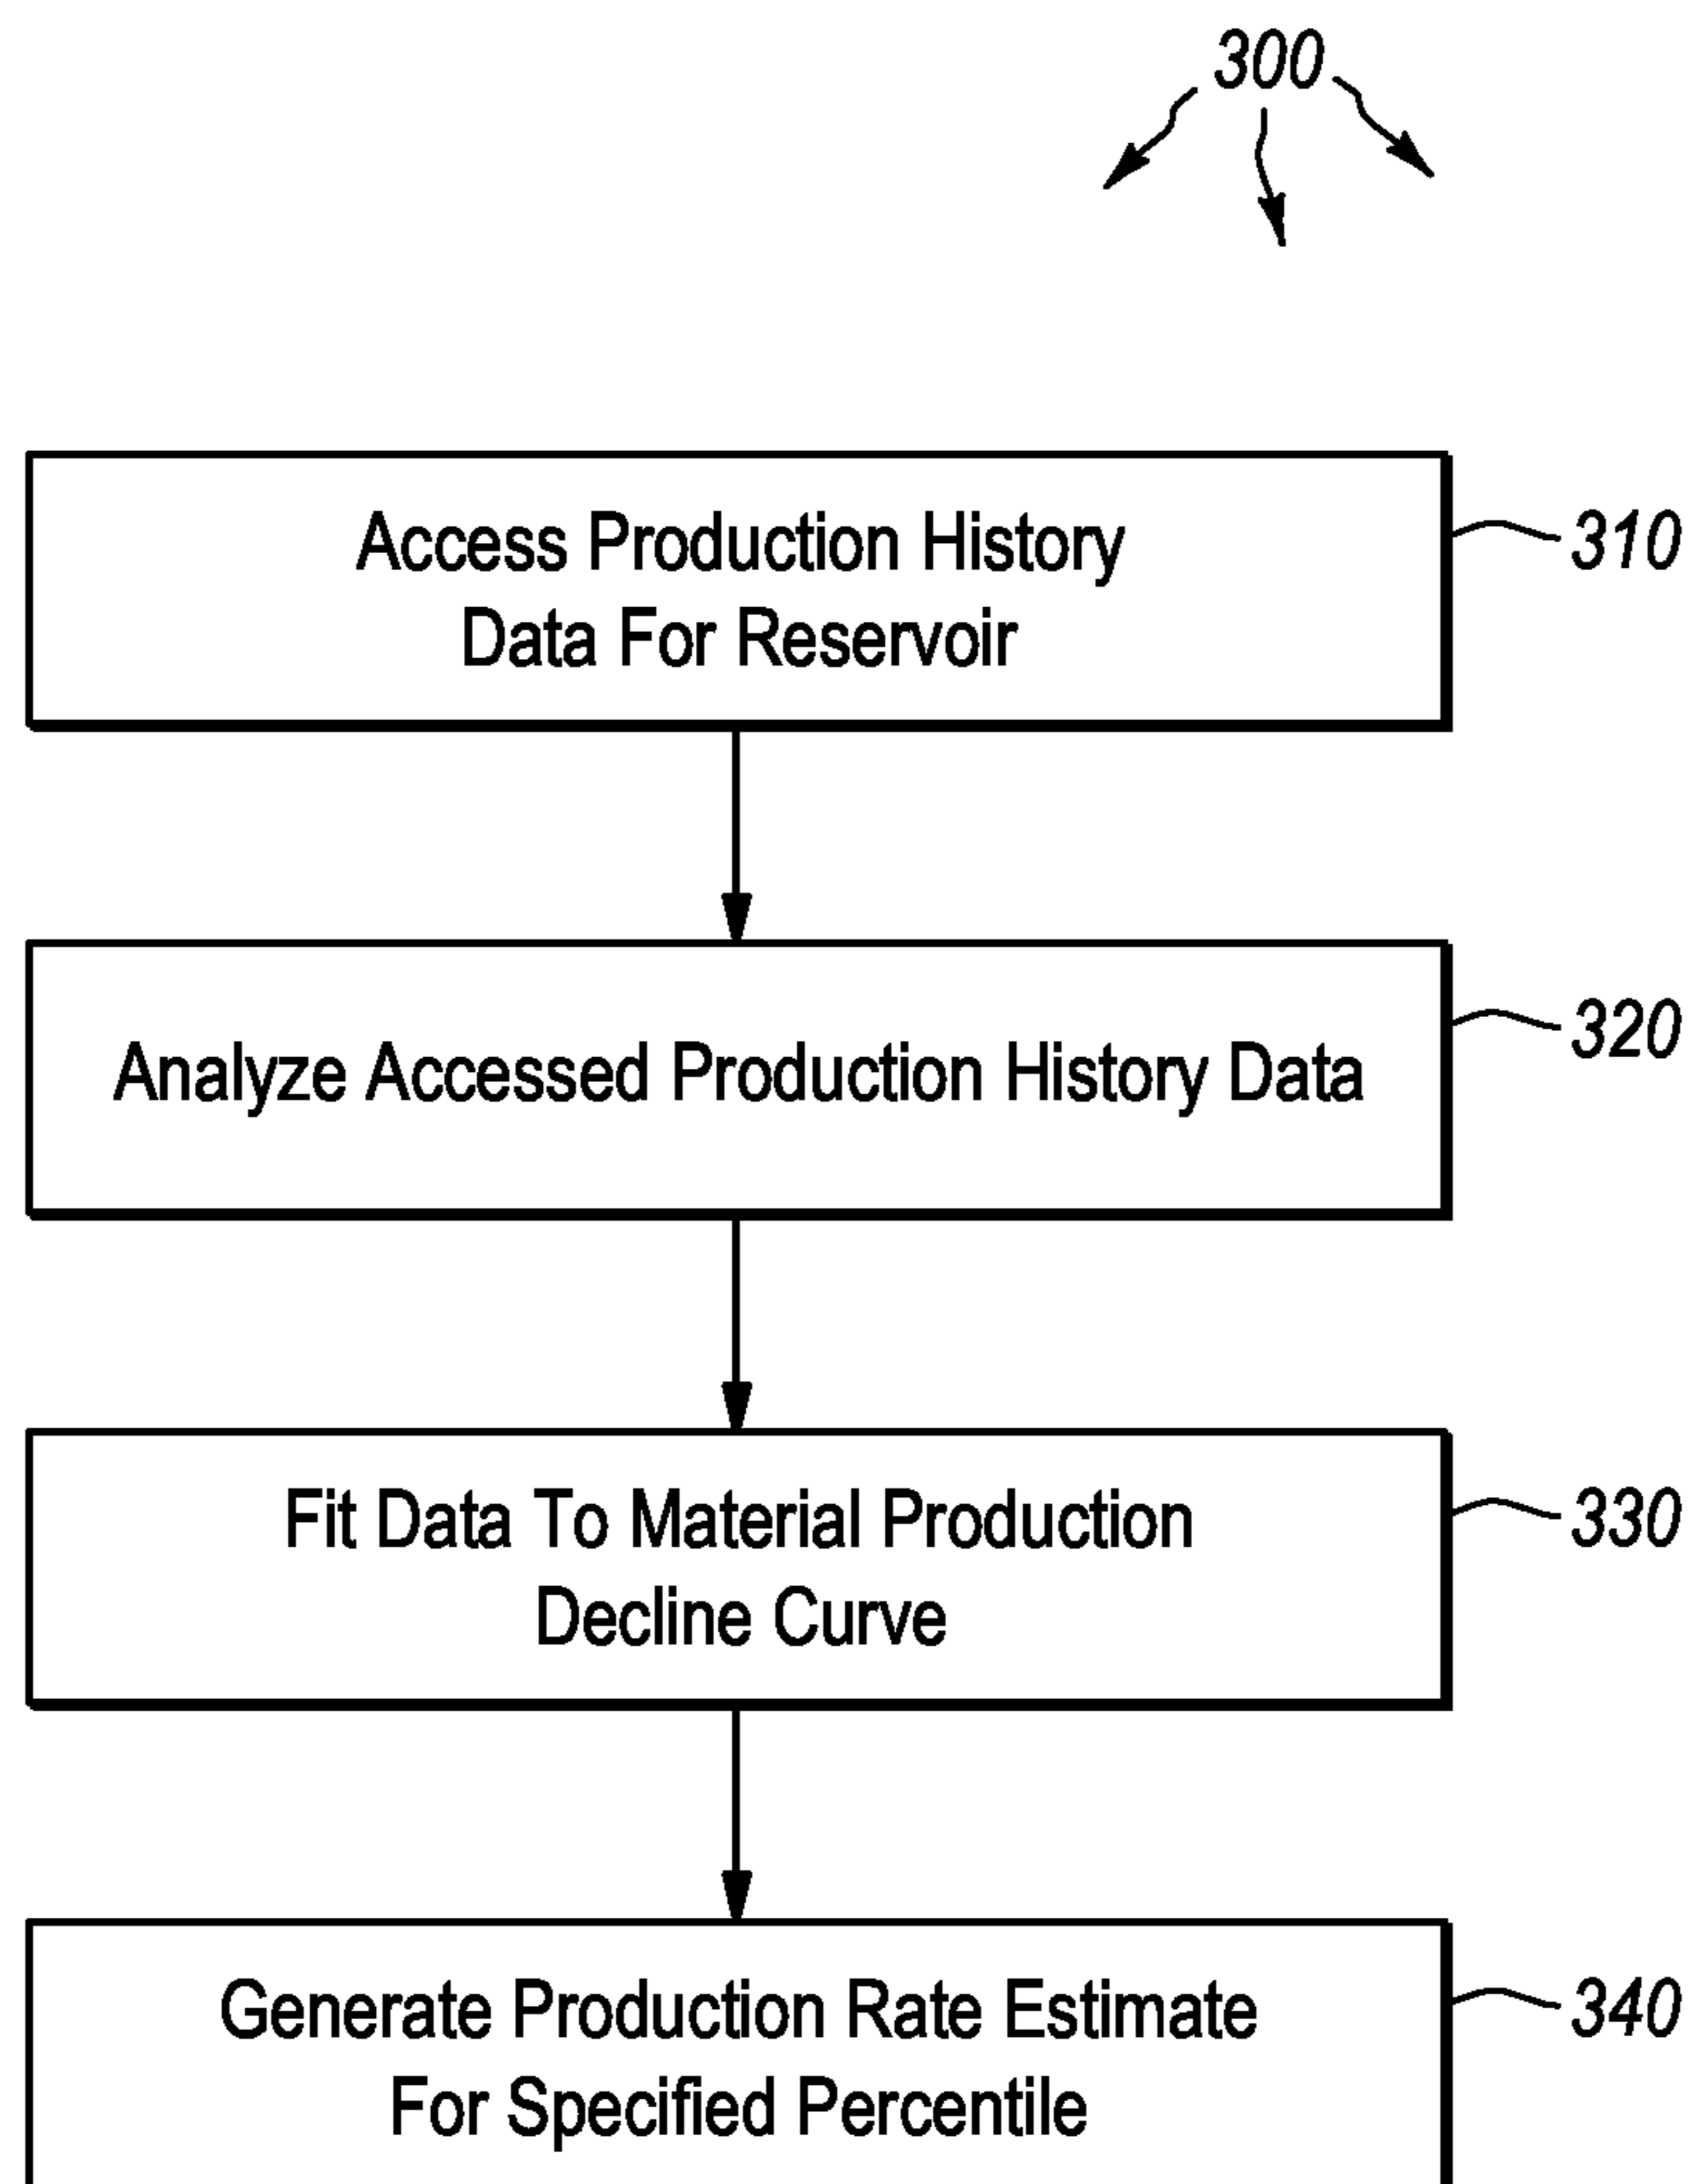 300
Access Production History
Data For Reservoir
310
Analyze Accessed Production History Data
320
Fit Data To Material Production
Decline Curve
330
Generate Production Rate Estimate
For Specified Percentile
340